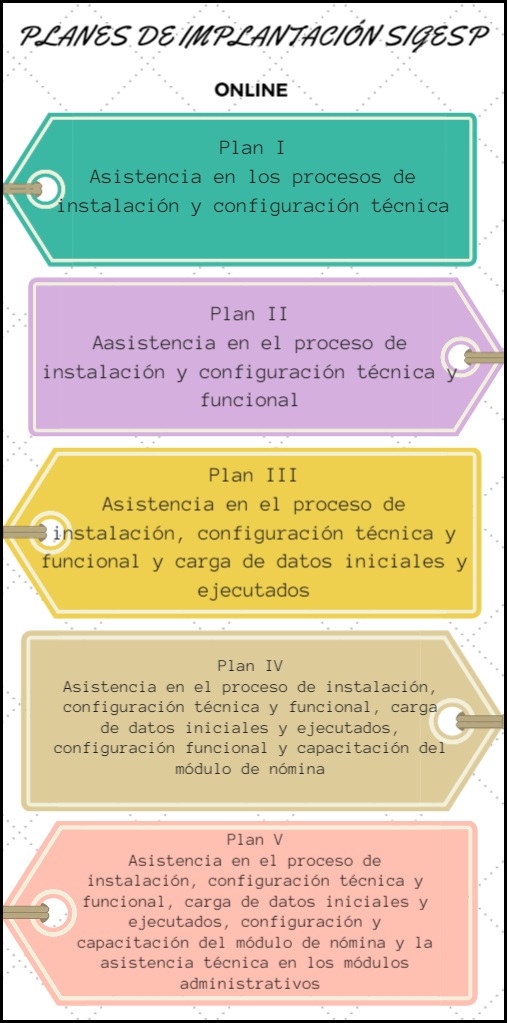 PLANES DE IMPLANTACIÓN SIGESP
ONLINE
Plan I
Asistencia en los procesos de
instalación y configuración técnica
Plan II
Aasistencia en el proceso de
instalación y configuración técnica y
funcional
Plan III
Asistencia en el proceso de
instalación, configuración técnica y
funcional y carga de datos iniciales y
ejecutados
Plan IV
Asistencia en el proceso de instalación,
configuración técnica y funcional, carga
de datos iniciales y ejecutados,
configuración funcional y capacitación del
módulo de nómina
Plan V
Asistencia en el proceso de
instalación, configuración técnica y
funcional, carga de datos iniciales y
ejecutados, configuración y
capacitación del módulo de nómina y la
asistencia técnica en los módulos
administrativos